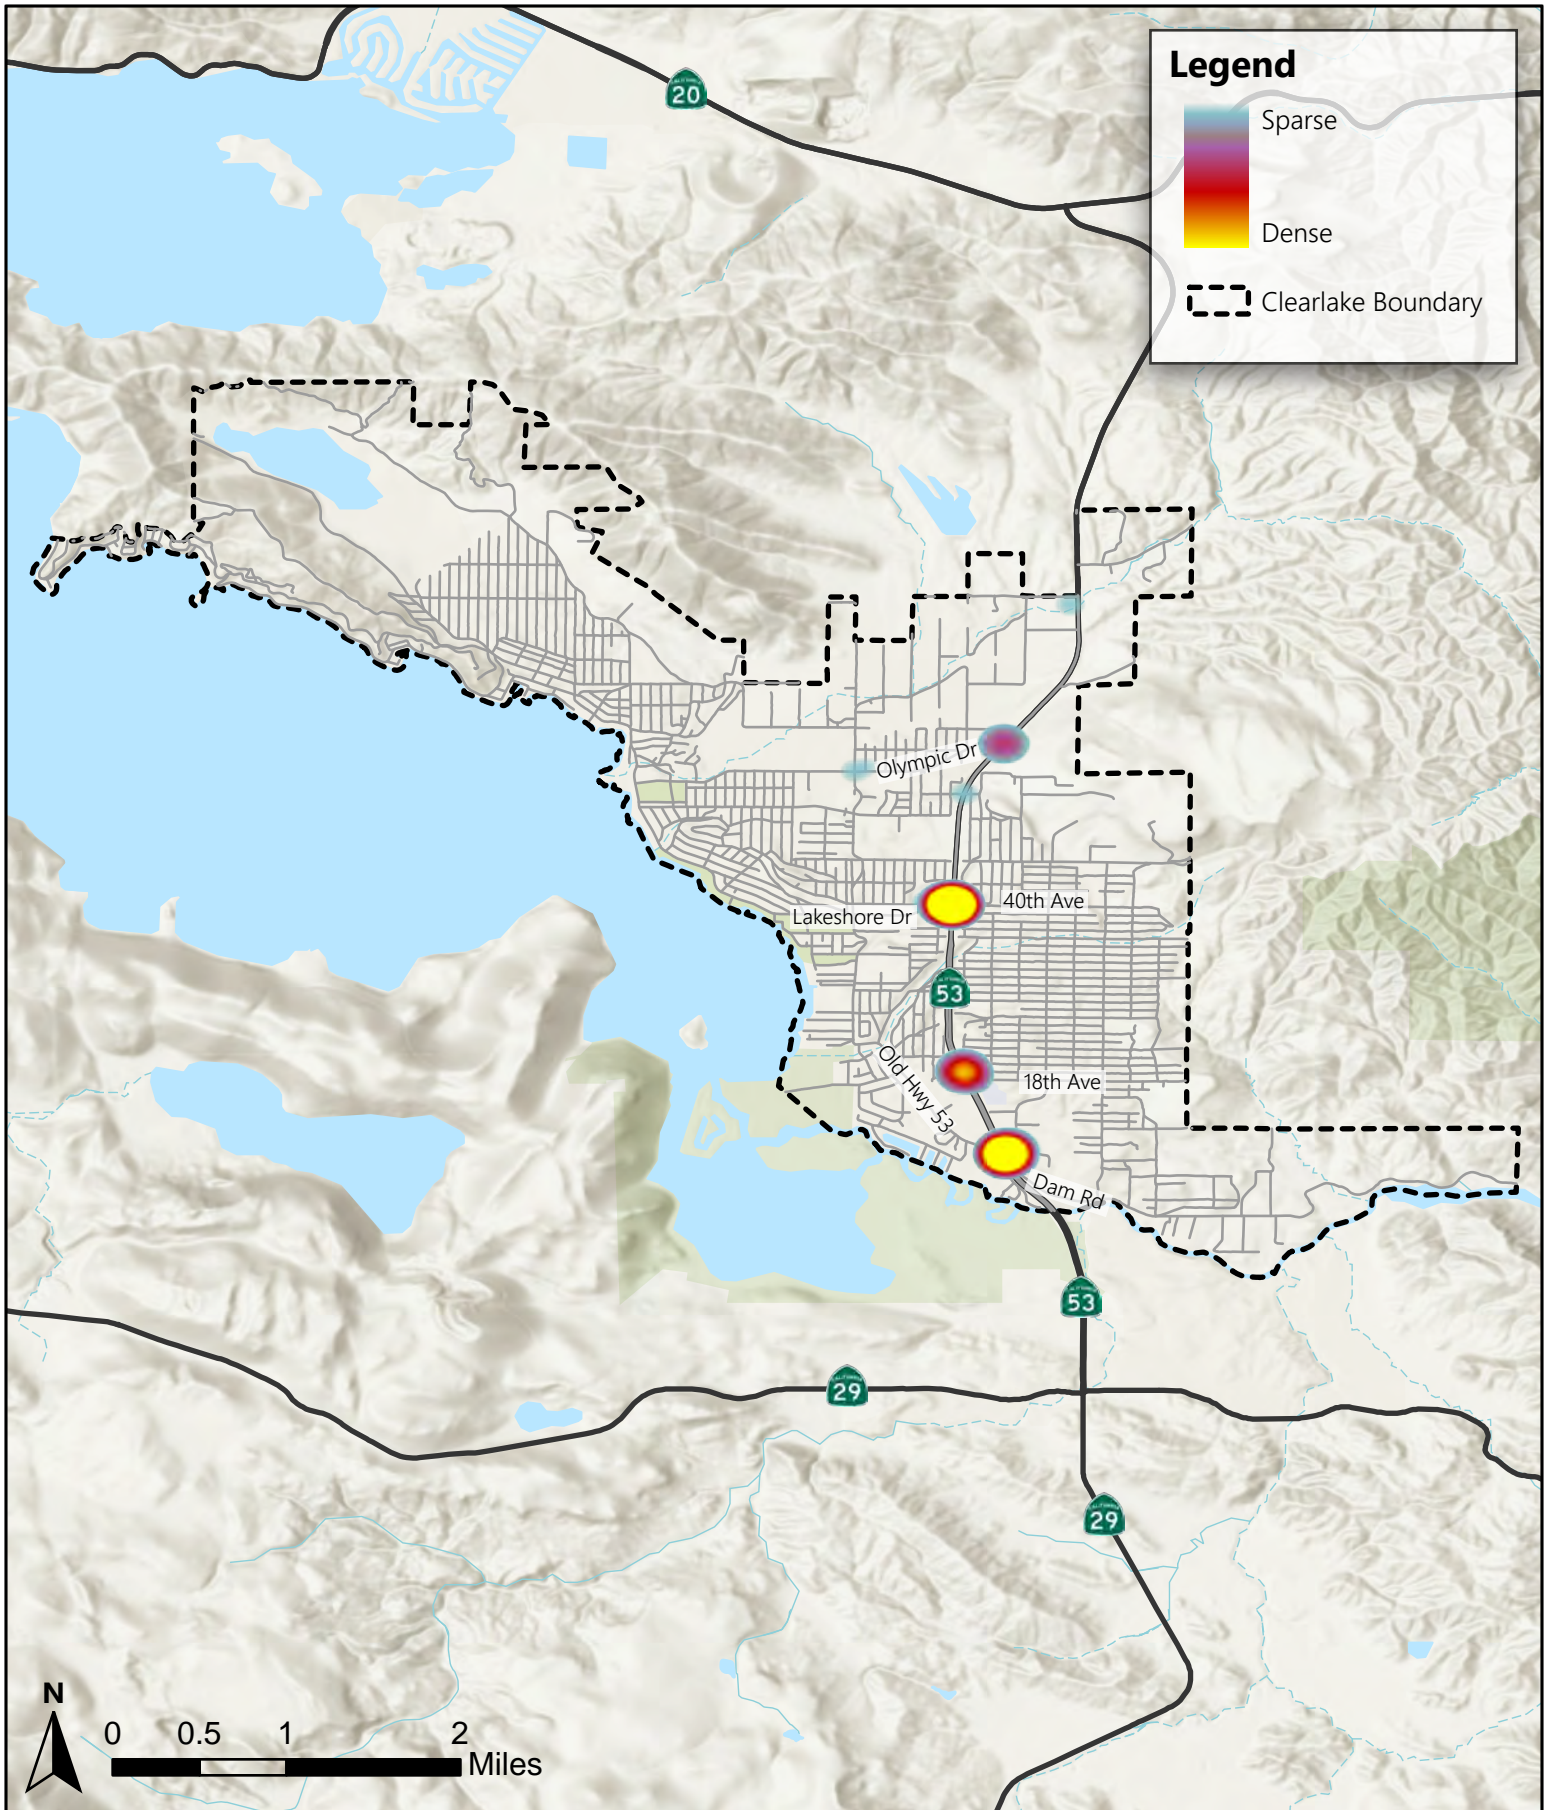 20
Legend
Sparse
Dense
Clearlake Boundary
Olympic Dr
40th Ave
Lakeshore Dr
53
Old Hwy 53
18th Ave
Dam Rd
53
29
29
N
0 0.5 1 2
Miles